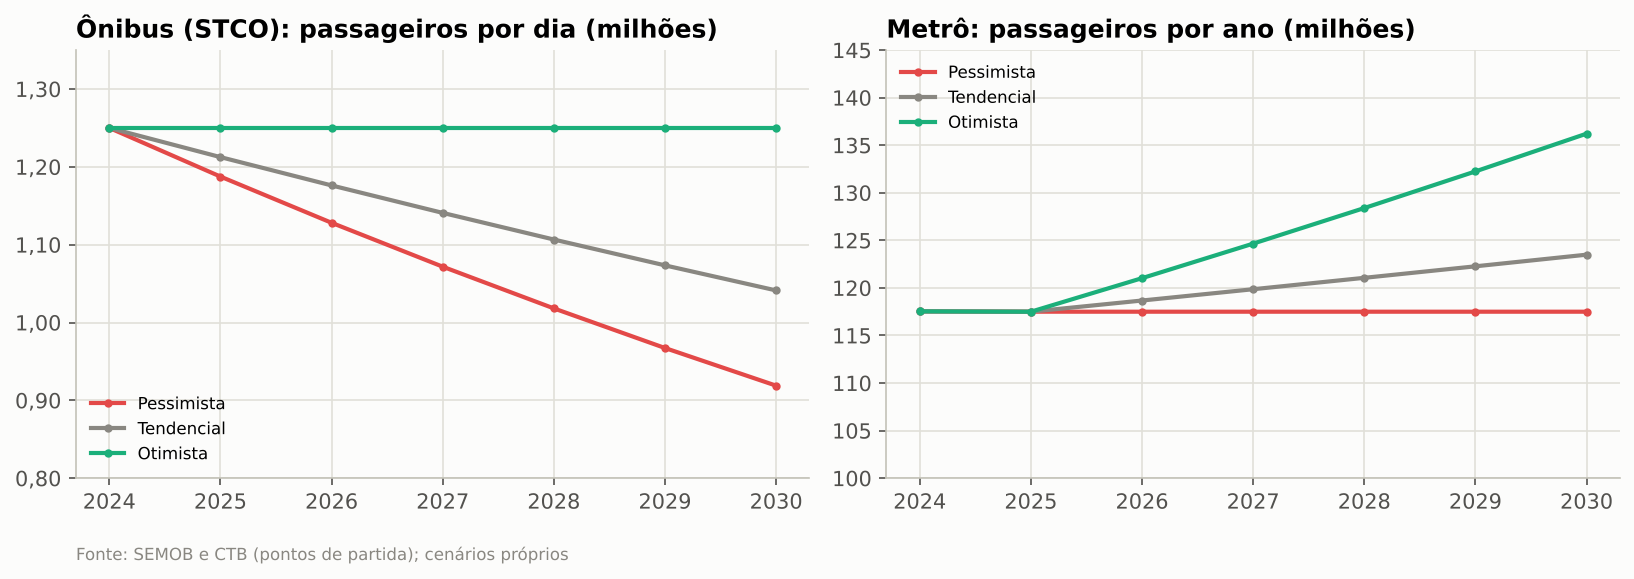 Ônibus (STCO): passageiros por dia (milhões)
1,30
1,20
1,10
1,00
0,90
0,80
Pessimista
Tendencial
Otimista
2024 2025 2026 2027 2028 2029 2030
Metrô: passageiros por ano (milhões)
145
140
135
130
125
120
115
110
105
100
Pessimista
Tendencial
Otimista
2024 2025 2026 2027 2028 2029 2030
Fonte: SEMOB e CTB (pontos de partida); cenários próprios